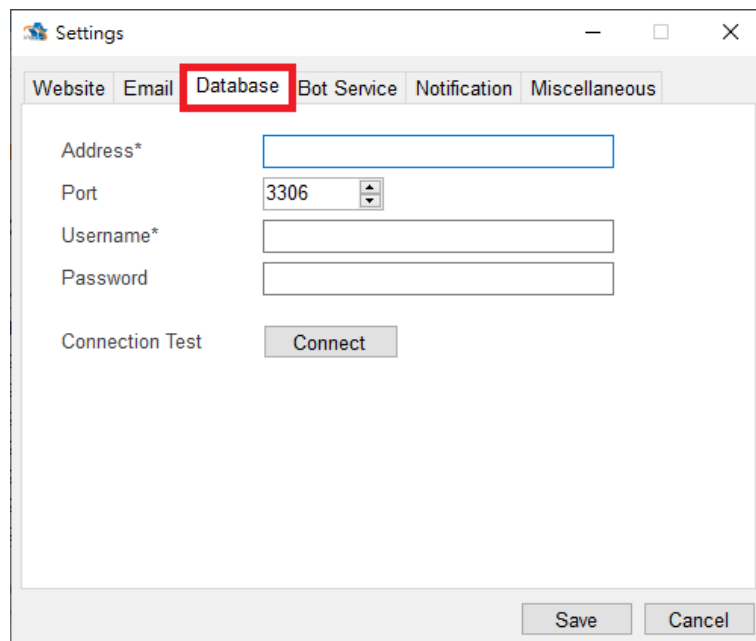 Settings
Website Email Database Bot Service Notification Miscellaneous
Address*
Port 3306
Username*
Password
Connection Test Connect
Save Cancel